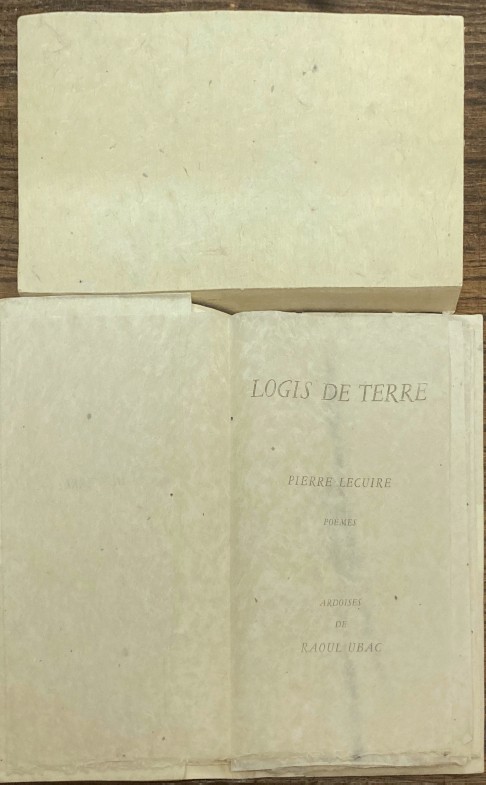 LOGIS DE TERRE
PIERRE LECUIRE
POÈMES
ARDOISES
DE
RAOUL UBAC